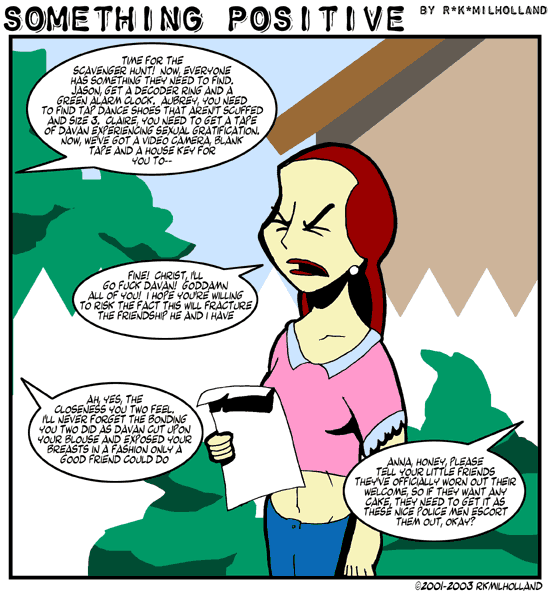 SOMETHING POSITIVE BY R*K*MILHOLLAND
TIME FOR THE
SCAVENGER HUNT! NOW, EVERYONE
HAS SOMETHING THEY NEED TO FIND.
JASON, GET A DECODER RING AND A
GREEN ALARM CLOCK. AUBREY, YOU NEED
TO FIND TAP DANCE SHOES THAT AREN'T SCUFFED
AND SIZE 3. CLAIRE, YOU NEED TO GET A TAPE
OF DAVAN EXPERIENCING SEXUAL GRATIFICATION.
NOW, WE'VE GOT A VIDEO CAMERA, BLANK
TAPE AND A HOUSE KEY FOR
YOU TO--
FINE! CHRIST, I'LL
GO FUCK DAVAN! GODDAMN
ALL OF YOU! I HOPE YOU'RE WILLING
TO RISK THE FACT THIS WILL FRACTURE
THE FRIENDSHIP HE AND I HAVE
AH, YES, THE
CLOSENESS YOU TWO FEEL.
I'LL NEVER FORGET THE BONDING
YOU TWO DID AS DAVAN CUT UPON
YOUR BLOUSE AND EXPOSED YOUR
BREASTS IN A FASHION ONLY A
GOOD FRIEND COULD DO
ANNA, HONEY, PLEASE
TELL YOUR LITTLE FRIENDS
THEY'VE OFFICIALLY WORN OUT THEIR
WELCOME, SO IF THEY WANT ANY
CAKE, THEY NEED TO GET IT AS
THESE NICE POLICE MEN ESCORT
THEM OUT, OKAY?
©2001-2003 RKMILHOLLAND